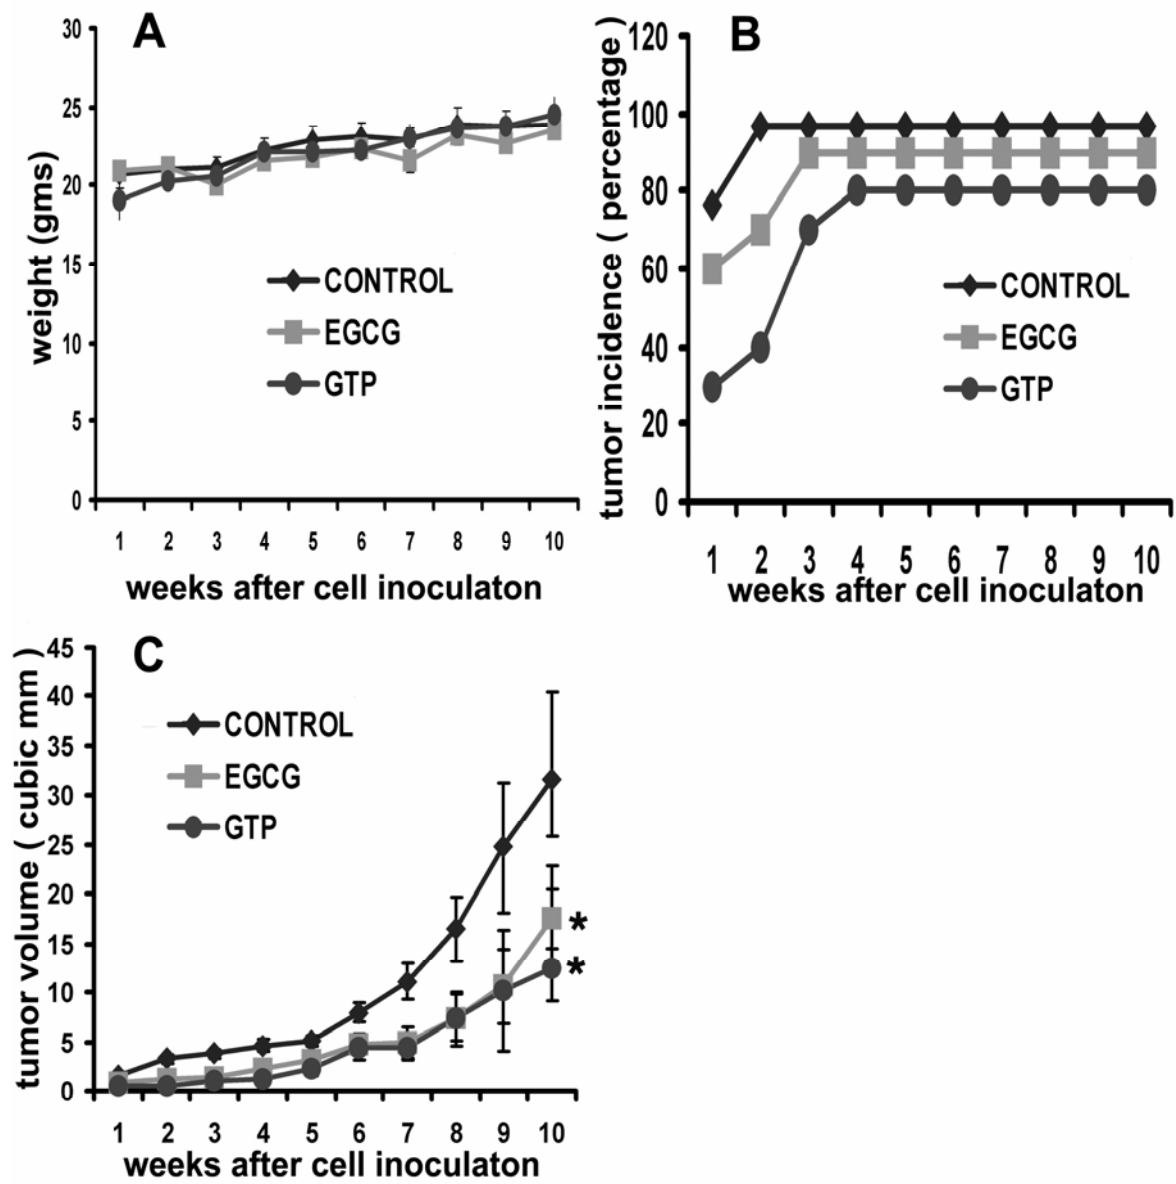 A
30
25
20
15
10
5
0
weight (gms)
CONTROL
EGCG
GTP
1 2 3 4 5 6 7 8 9 10
weeks after cell inoculaton
B
120
100
80
60
40
20
0
tumor incidence ( percentage )
CONTROL
EGCG
GTP
1 2 3 4 5 6 7 8 9 10
weeks after cell inoculaton
C
45
40
35
30
25
20
15
10
5
0
tumor volume ( cubic mm )
CONTROL
EGCG
GTP
*
*
1 2 3 4 5 6 7 8 9 10
weeks after cell inoculaton